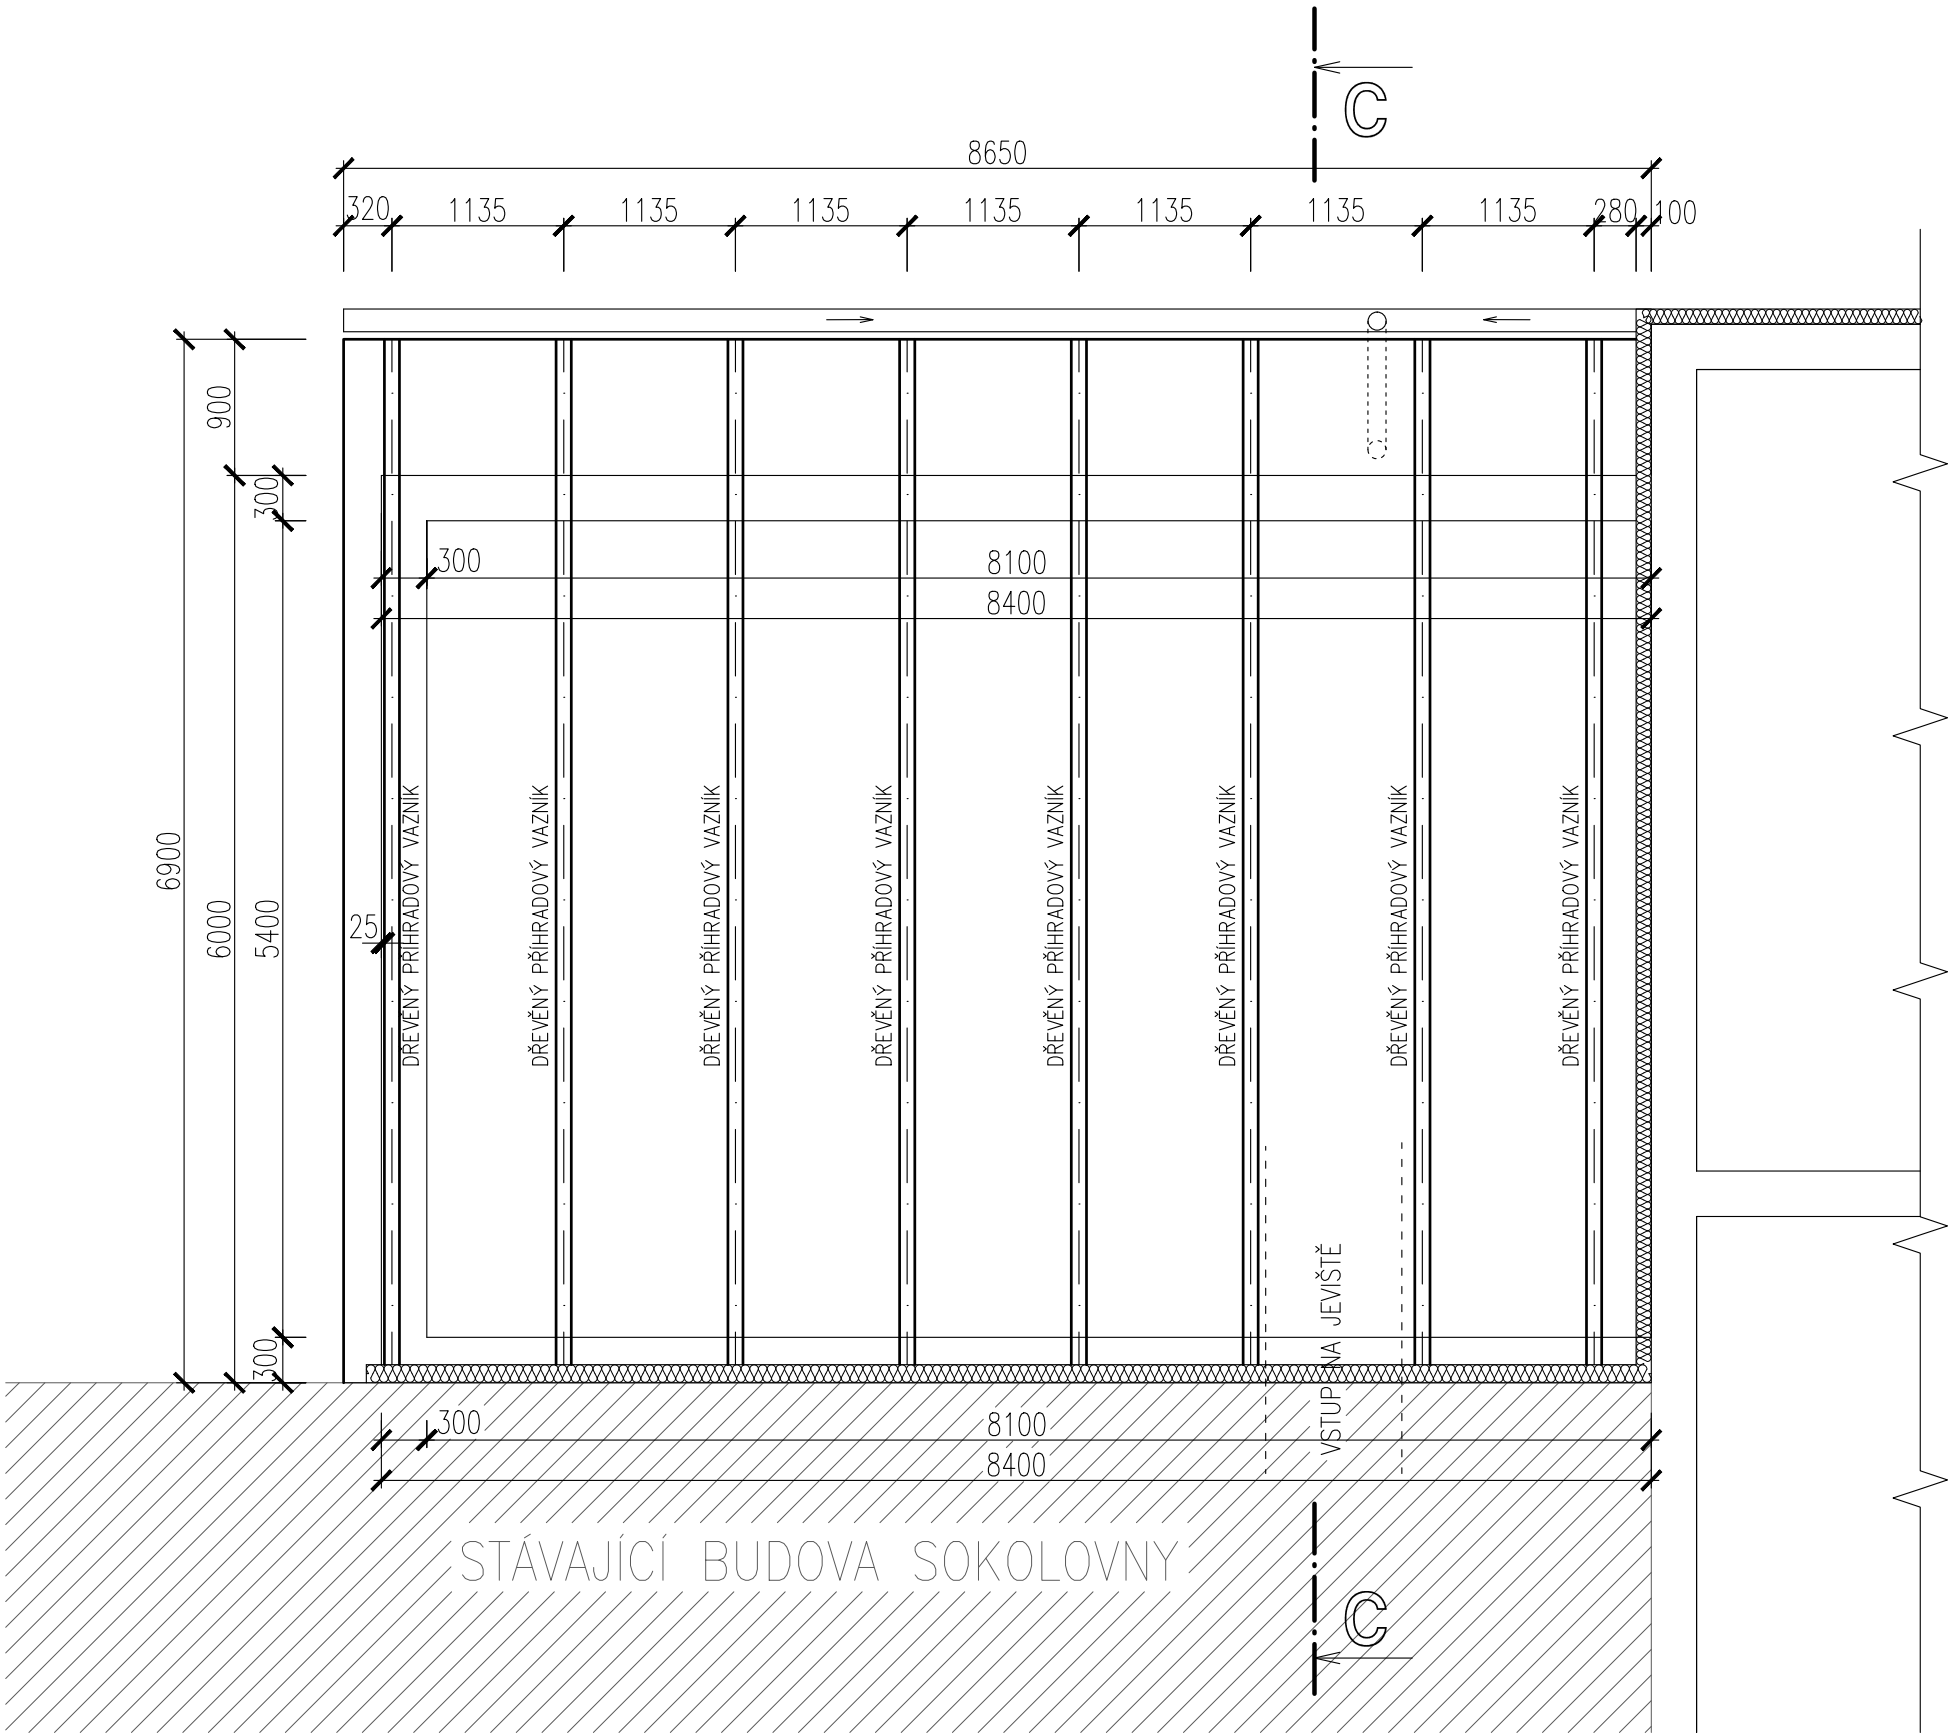 C
8650
320 1135 1135 1135 1135 1135 1135 1135 280 100
900
300
300 8100
8400
6900
6000
5400
25
DŘEVĚNÝ PŘÍHRADOVÝ VAZNÍK
DŘEVĚNÝ PŘÍHRADOVÝ VAZNÍK
DŘEVĚNÝ PŘÍHRADOVÝ VAZNÍK
DŘEVĚNÝ PŘÍHRADOVÝ VAZNÍK
DŘEVĚNÝ PŘÍHRADOVÝ VAZNÍK
DŘEVĚNÝ PŘÍHRADOVÝ VAZNÍK
DŘEVĚNÝ PŘÍHRADOVÝ VAZNÍK
DŘEVĚNÝ PŘÍHRADOVÝ VAZNÍK
VSTUP NA JEVIŠTĚ
300
300 8100
8400
STÁVAJÍCÍ BUDOVA SOKOLOVNY
C